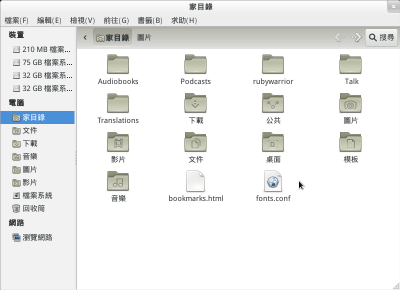 家目錄
檔案(F) 編輯(E) 檢視(V) 前往(G) 書籤(B) 求助(H)
裝置
210 MB 檔案...
75 GB 檔案系...
32 GB 檔案系...
32 GB 檔案系...
電腦
家目錄
文件
下載
音樂
圖片
影片
檔案系統
回收筒
網路
瀏覽網路
家目錄 圖片 搜尋
Audiobooks Podcasts rubywarrior Talk
Translations 下載 公共 圖片
影片 文件 桌面 模板
音樂 bookmarks.html fonts.conf